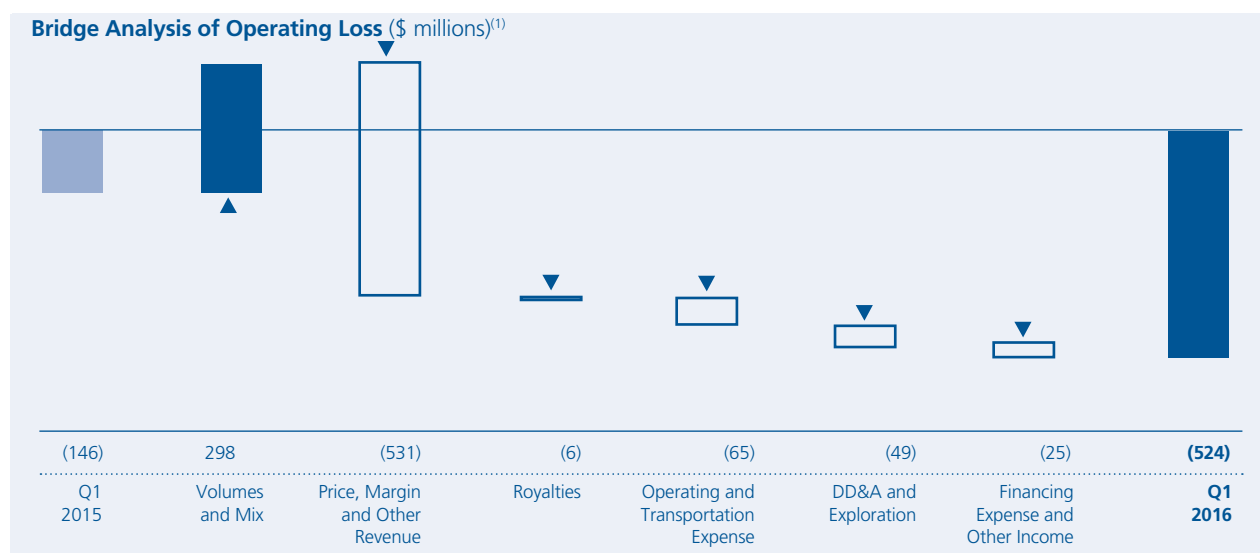 Bridge Analysis of Operating Loss ($ millions)(1)
(146) 298 (531) (6) (65) (49) (25) (524)
Q1
2015
Volumes
and Mix
Price, Margin
and Other
Revenue
Royalties
Operating and
Transportation
Expense
DD&A and
Exploration
Financing
Expense and
Other Income
Q1
2016